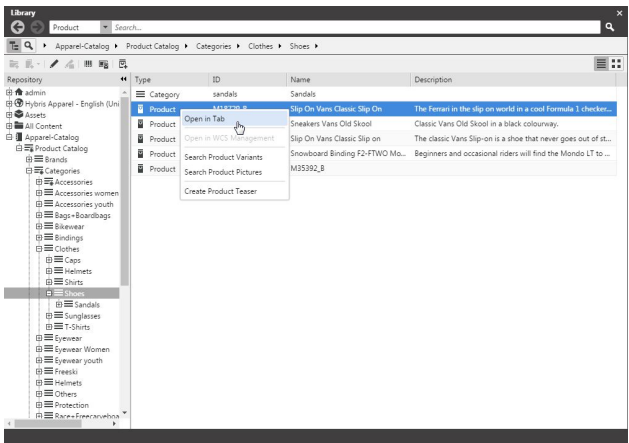 Library ×
Product Search...
Apparel-Catalog Product Catalog Categories Clothes Shoes
Repository
Type ID Name Description
admin
Hybris Apparel - English (Uni
Assets
All Content
Apparel-Catalog
Product Catalog
Brands
Categories
Accessories
Accessories women
Accessories youth
Bags+Boardbags
Bikewear
Bindings
Clothes
Caps
Helmets
Shirts
Shoes
Sandals
Sunglasses
T-Shirts
Eyewear
Eyewear Women
Eyewear youth
Freeski
Helmets
Others
Protection
Race+Freecarveboa
Category sandals Sandals
Product M18729_B Slip On Vans Classic Slip On The Ferrari in the slip on world in a cool Formula 1 checker...
Product Sneakers Vans Old Skool Classic Vans Old Skool in a black colourway.
Product Slip On Vans Classic Slip on The classic Vans Slip-on is a shoe that never goes out of st...
Product Snowboard Binding F2-FTWO Mo... Beginners and occasional riders will find the Mondo LT to ...
Product M35392_B
Open in Tab
Open in WCS Management
Search Product Variants
Search Product Pictures
Create Product Teaser